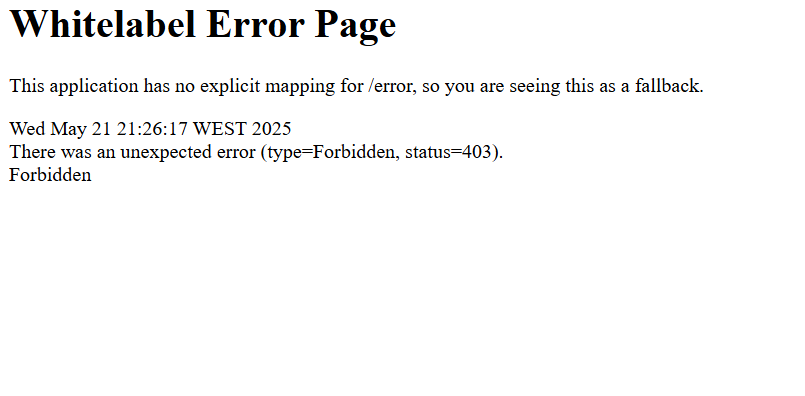 Whitelabel Error Page
This application has no explicit mapping for /error, so you are seeing this as a fallback.
Wed May 21 21:26:17 WEST 2025
There was an unexpected error (type=Forbidden, status=403).
Forbidden